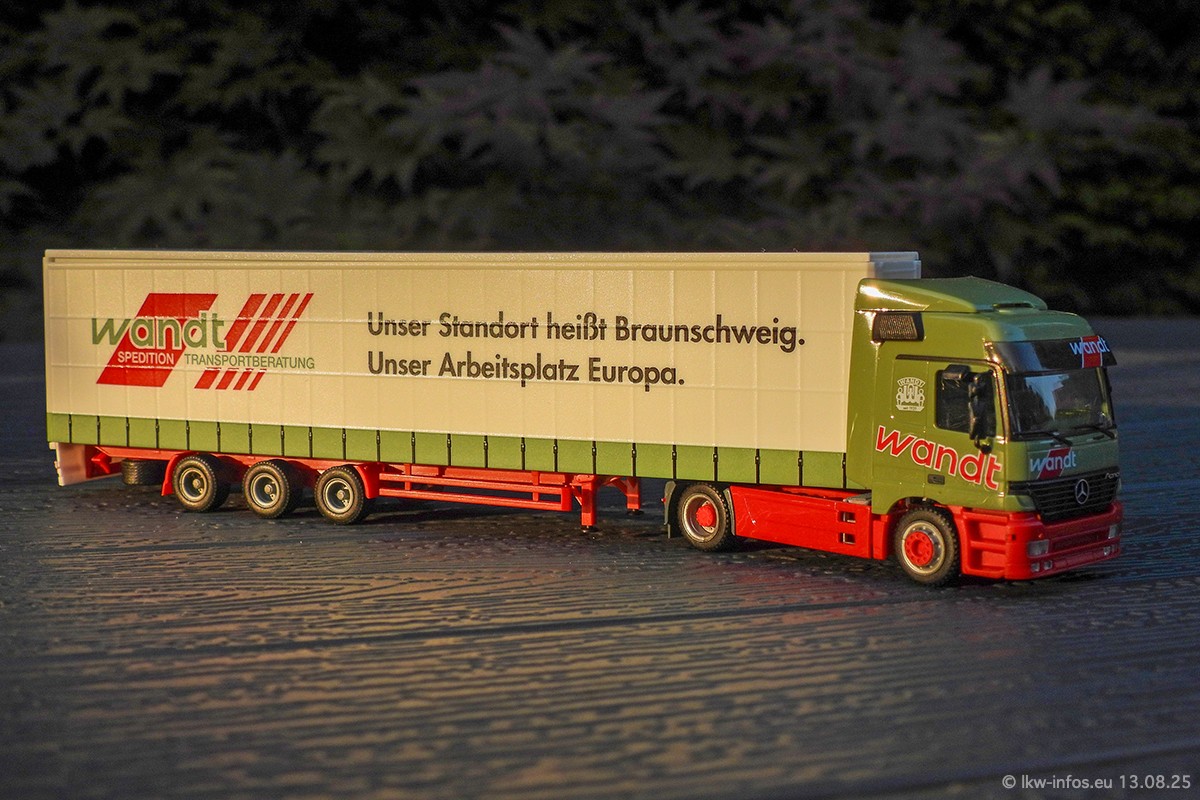 wandt
SPEDITION TRANSPORTBERATUNG
Unser Standort heißt Braunschweig.
Unser Arbeitsplatz Europa.
WANDT
wandt
wandt
wandt
© lkw-infos.eu 13.08.25